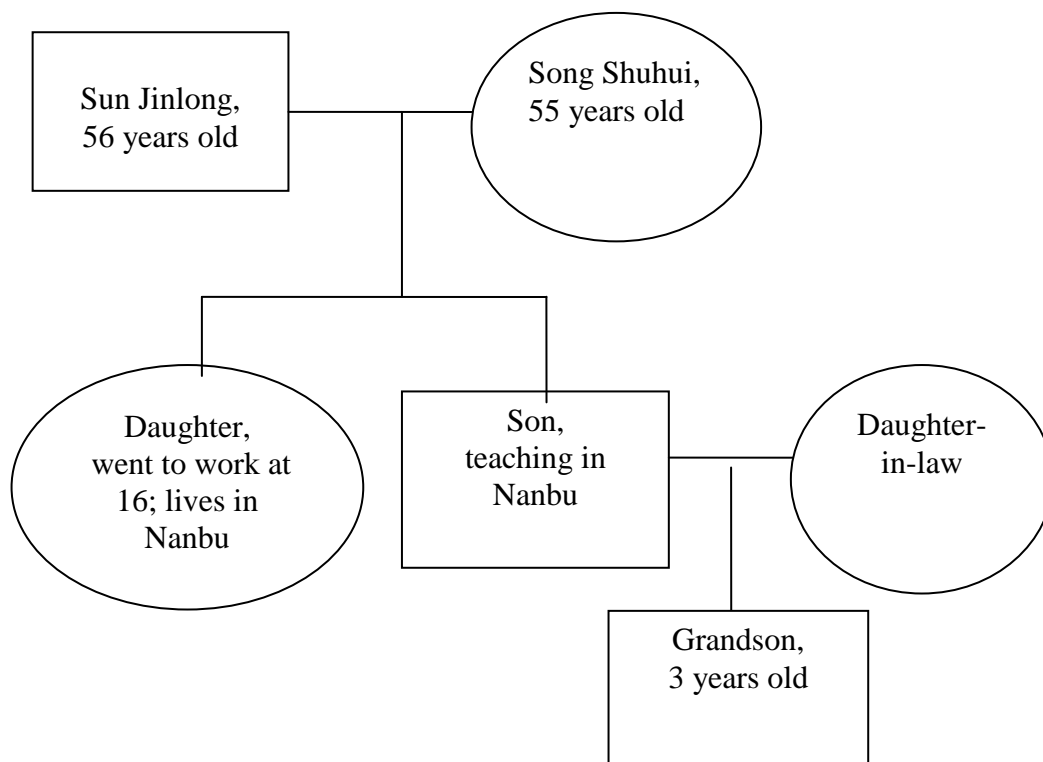 Sun Jinlong,
56 years old
Song Shuhui,
55 years old
Daughter,
went to work at
16; lives in
Nanbu
Son,
teaching in
Nanbu
Daughter-
in-law
Grandson,
3 years old